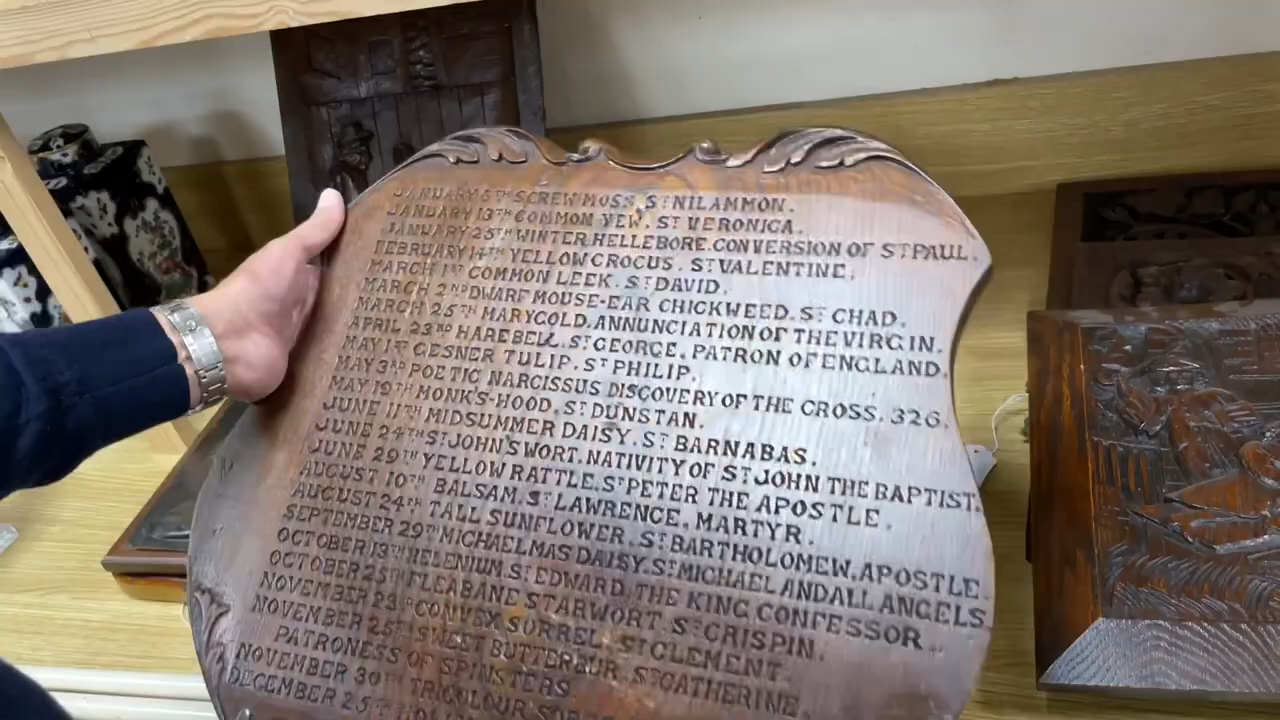 JANUARY 6TH SCREW MOSS, ST NILAMMON.
JANUARY 13TH COMMON YEW. ST VERONICA.
JANUARY 25TH WINTER HELLEBORE. CONVERSION OF ST PAUL.
FEBRUARY 14TH YELLOW CROCUS. ST VALENTINE.
MARCH 1ST COMMON LEEK. ST DAVID.
MARCH 2ND DWARF MOUSE-EAR CHICKWEED. ST CHAD.
MARCH 25TH MARYGOLD. ANNUNCIATION OF THE VIRGIN.
APRIL 23RD HAREBELL. ST GEORGE. PATRON OF ENGLAND.
MAY 1ST GESNER TULIP. ST PHILIP.
MAY 3RD POETIC NARCISSUS DISCOVERY OF THE CROSS. 326.
MAY 19TH MONK'S-HOOD. ST DUNSTAN.
JUNE 11TH MIDSUMMER DAISY. ST BARNABAS.
JUNE 24TH ST JOHN'S WORT. NATIVITY OF ST JOHN THE BAPTIST.
JUNE 29TH YELLOW RATTLE. ST PETER THE APOSTLE.
AUGUST 10TH BALSAM. ST LAWRENCE, MARTYR.
AUGUST 24TH TALL SUNFLOWER. ST BARTHOLOMEW, APOSTLE
SEPTEMBER 29TH MICHAELMAS DAISY. ST MICHAEL AND ALL ANGELS
OCTOBER 13TH HELENIUM. ST EDWARD THE KING CONFESSOR
OCTOBER 25TH FLEABANE STARWORT. ST CRISPIN.
NOVEMBER 23RD CONVEX SORREL. ST CLEMENT.
NOVEMBER 25TH SWEET BUTTERBUR. ST CATHERINE.
PATRONESS OF SPINSTERS
NOVEMBER 30TH TRICOLOUR
DECEMBER 25T